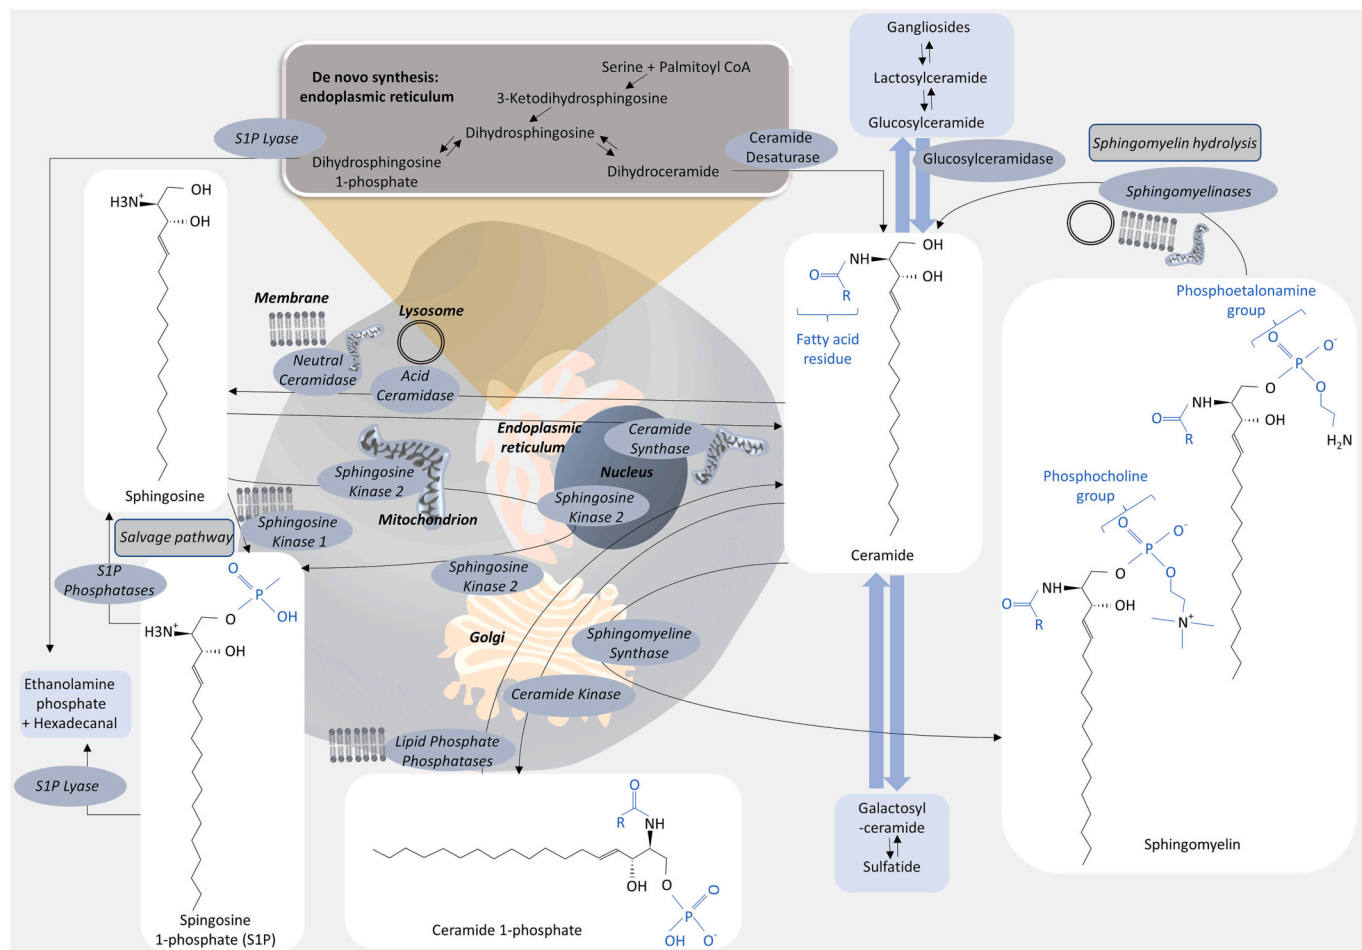 De novo synthesis:
endoplasmic reticulum
Serine + Palmitoyl CoA
3-Ketodihydrosphingosine
Dihydrosphingosine
Dihydrosphingosine
1-phosphate
Dihydroceramide
S1P Lyase
Ceramide
Desaturase
Gangliosides
Lactosylceramide
Glucosylceramide
Glucosylceramidase
Sphingomyelin hydrolysis
Sphingomyelinases
OH
H3N+
OH
Sphingosine
Membrane
Lysosome
Neutral
Ceramidase
Acid
Ceramidase
Endoplasmic
reticulum
Ceramide
Synthase
Nucleus
Sphingosine
Kinase 2
Mitochondrion
Sphingosine
Kinase 2
Sphingosine
Kinase 1
Sphingosine
Kinase 2
Golgi
Sphingomyeline
Synthase
Ceramide Kinase
Lipid Phosphate
Phosphatases
OH
O
NH
OH
R
Fatty acid
residue
Ceramide
Phosphoetalonamine
group
O
O-
P
O
O
H2N
O
NH
OH
R
Phosphocholine
group
O
O-
P
O
O
N+
O
NH
OH
R
Sphingomyelin
Salvage pathway
S1P
Phosphatases
O
P
OH
O
H3N+
OH
Spingosine
1-phosphate (S1P)
Ethanolamine
phosphate
+ Hexadecanal
S1P Lyase
O
R
NH
OH
O
O
P
OH
O-
Ceramide 1-phosphate
Galactosyl
-ceramide
Sulfatide